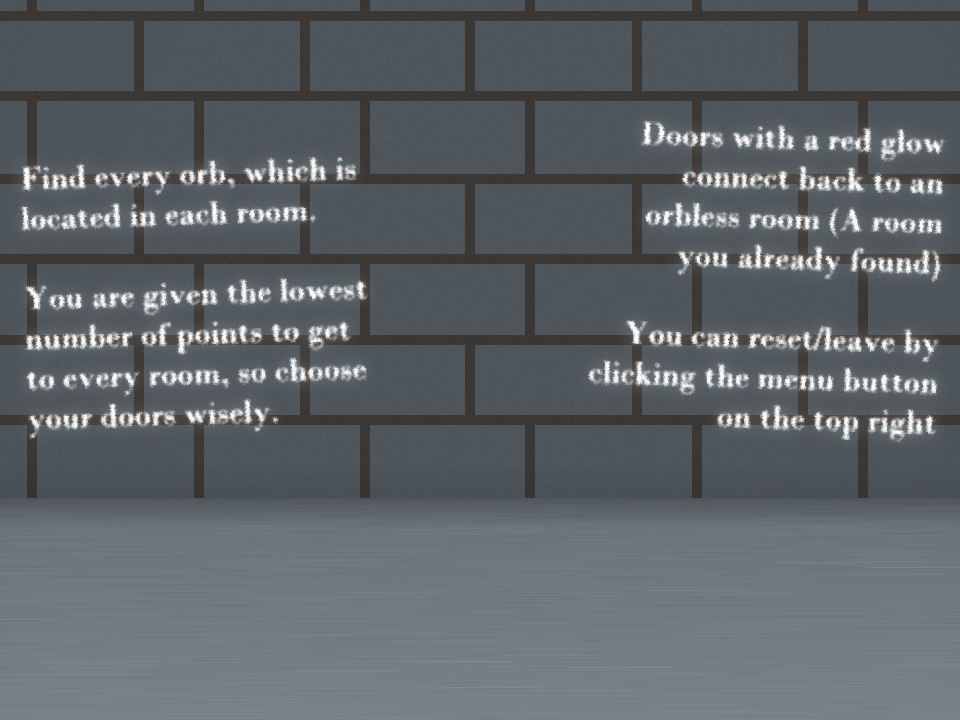 Find every orb, which is
located in each room.
You are given the lowest
number of points to get
to every room, so choose
your doors wisely.
Doors with a red glow
connect back to an
orbless room (A room
you already found)
You can reset/leave by
clicking the menu button
on the top right